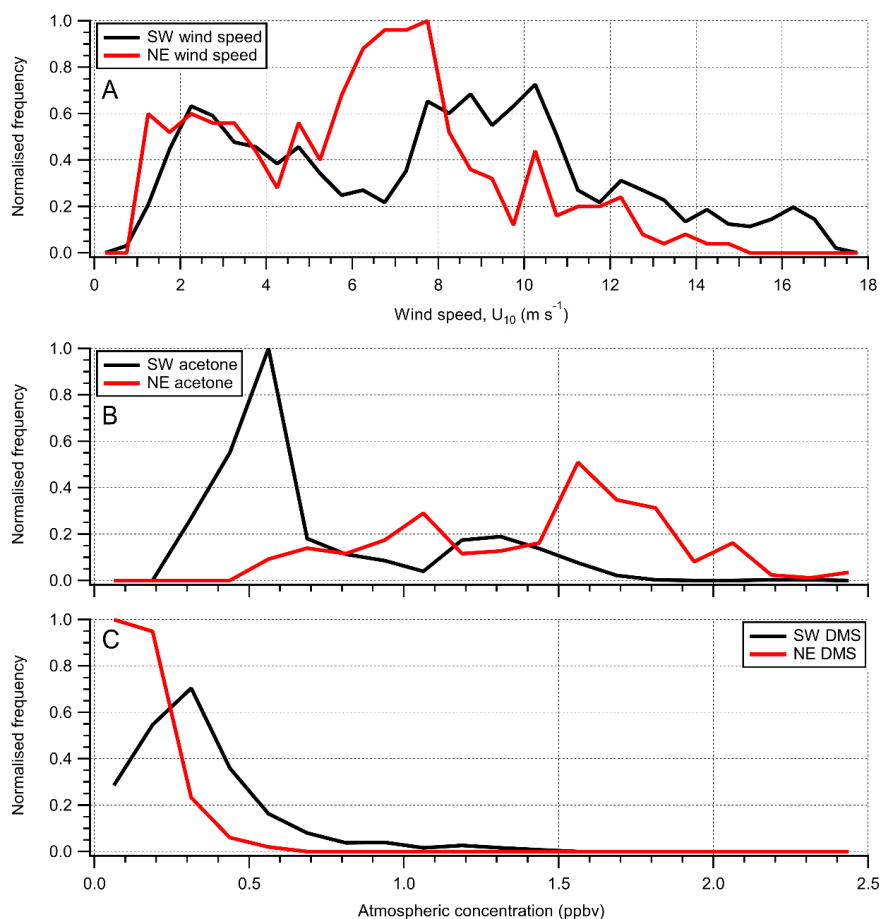 SW wind speed
NE wind speed
A
Normalised frequency
1.0
0.8
0.6
0.4
0.2
0.0
0 2 4 6 8 10 12 14 16 18
Wind speed, U₁₀ (m s⁻¹)
SW acetone
NE acetone
B
Normalised frequency
1.0
0.8
0.6
0.4
0.2
0.0
C
SW DMS
NE DMS
Normalised frequency
1.0
0.8
0.6
0.4
0.2
0.0
0.0 0.5 1.0 1.5 2.0 2.5
Atmospheric concentration (ppbv)